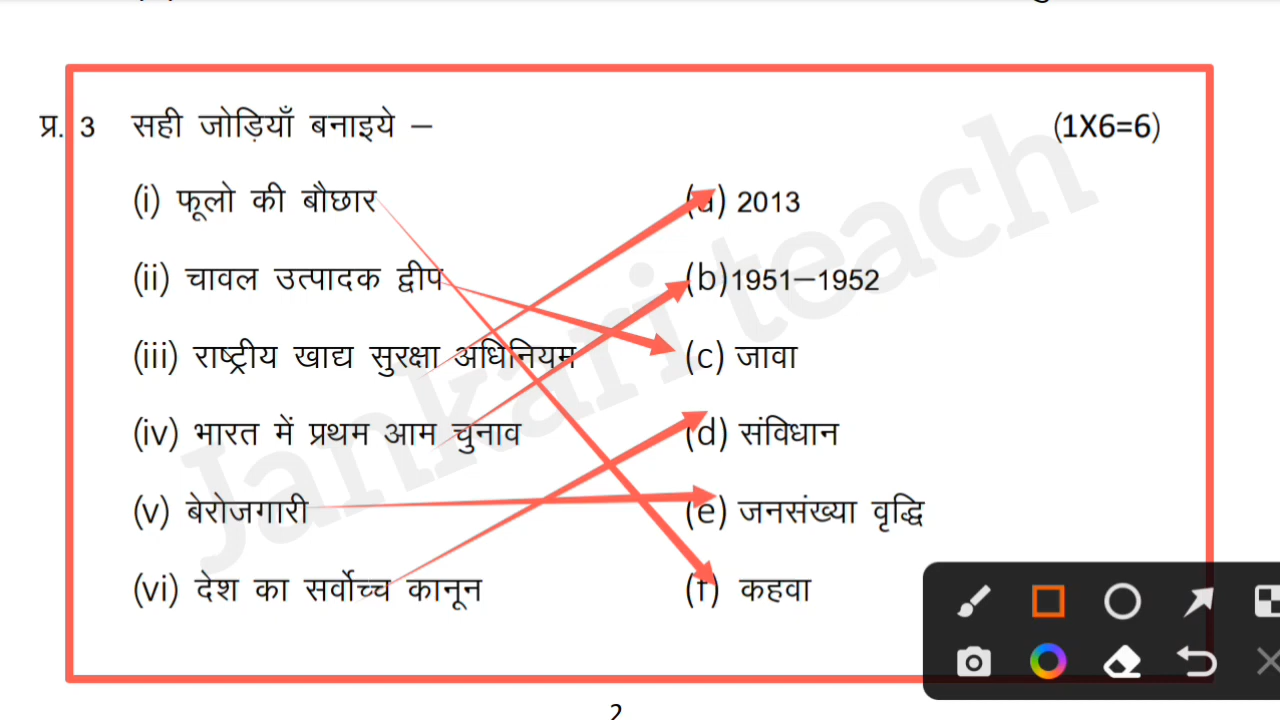 प्र. 3 सही जोड़ियाँ बनाइये – (1X6=6)
(i) फूलो की बौछार (a) 2013
(ii) चावल उत्पादक द्वीप (b) 1951–1952
(iii) राष्ट्रीय खाद्य सुरक्षा अधिनियम (c) जावा
(iv) भारत में प्रथम आम चुनाव (d) संविधान
(v) बेरोजगारी (e) जनसंख्या वृद्धि
(vi) देश का सर्वोच्च कानून (f) कहवा
Jankari teach
2